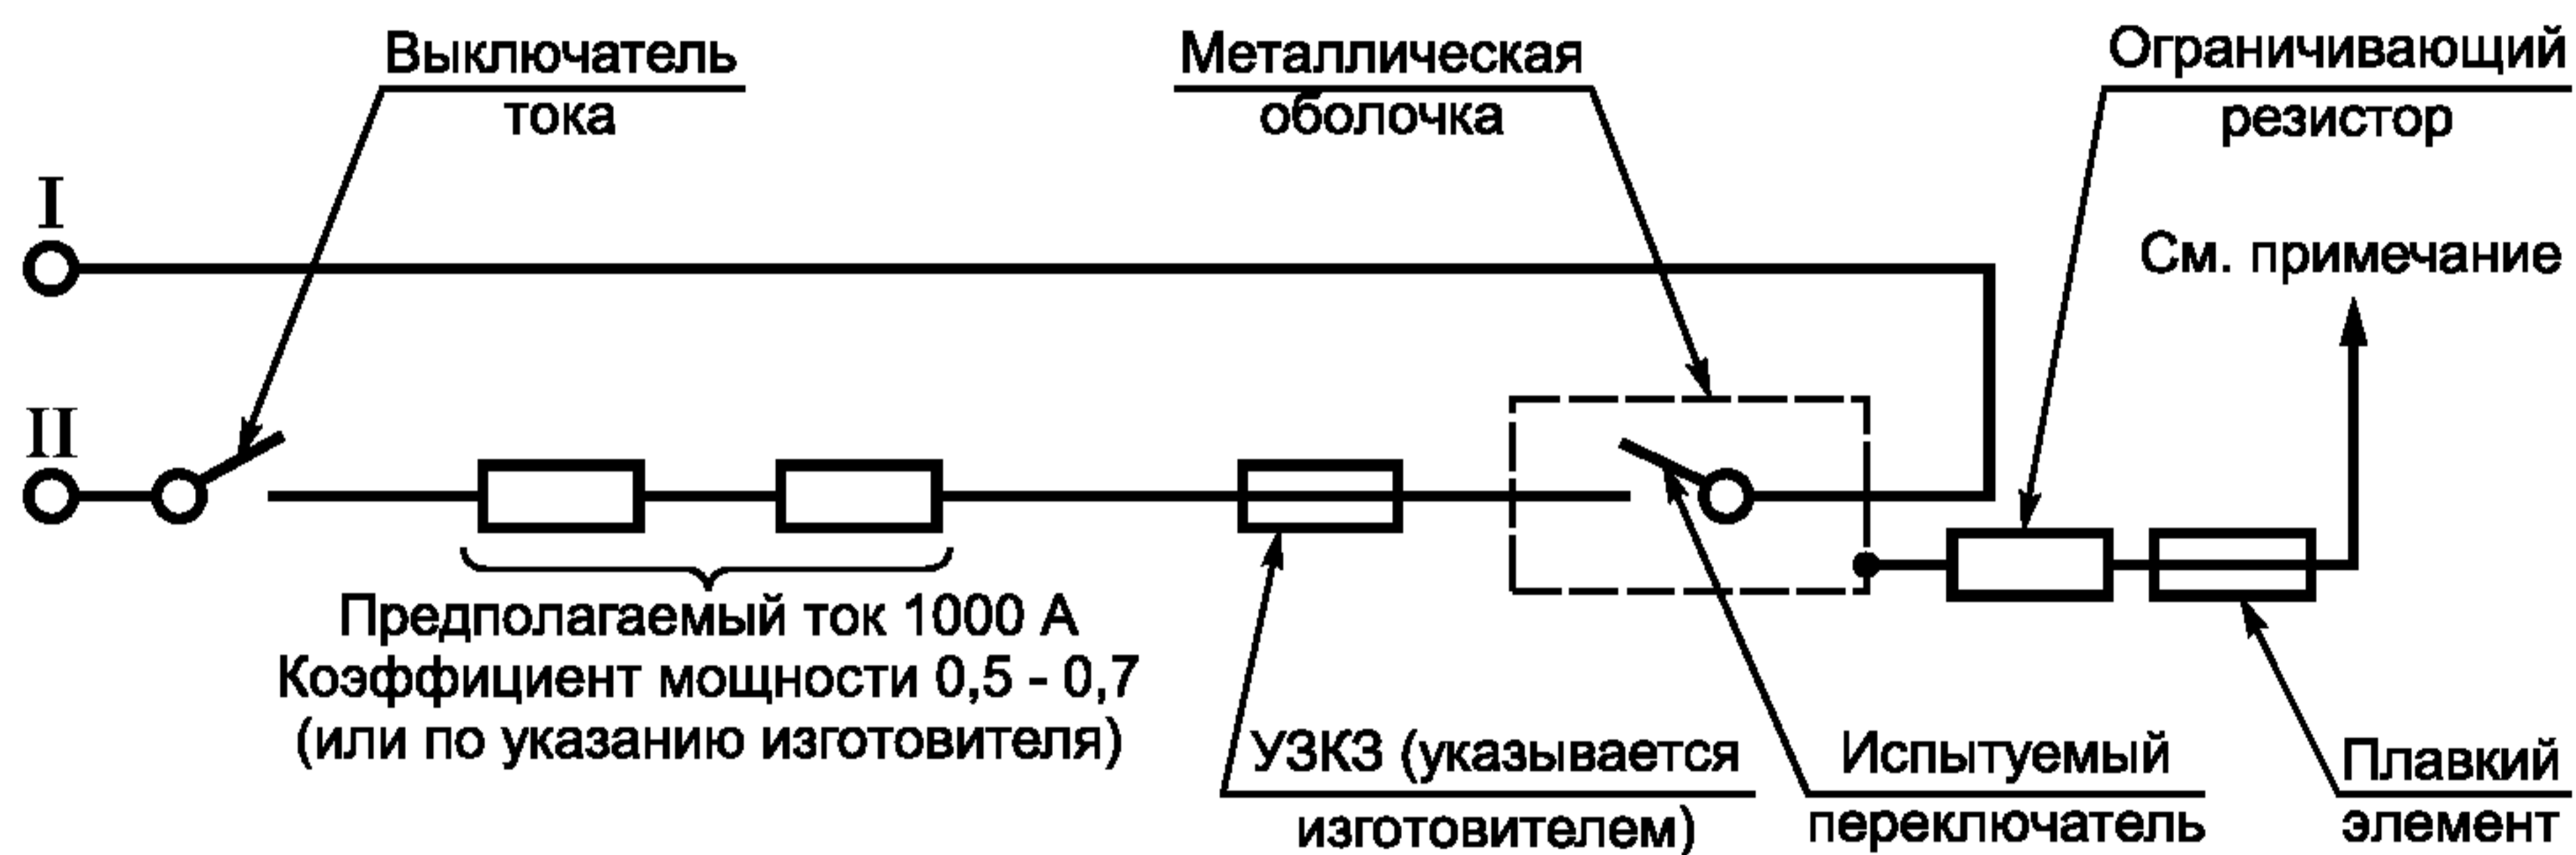 Выключатель
тока
Металлическая
оболочка
Ограничивающий
резистор
I
См. примечание
II
Предполагаемый ток 1000 А
Коэффициент мощности 0,5 - 0,7
(или по указанию изготовителя)
УЗКЗ (указывается
изготовителем)
Испытуемый
переключатель
Плавкий
элемент